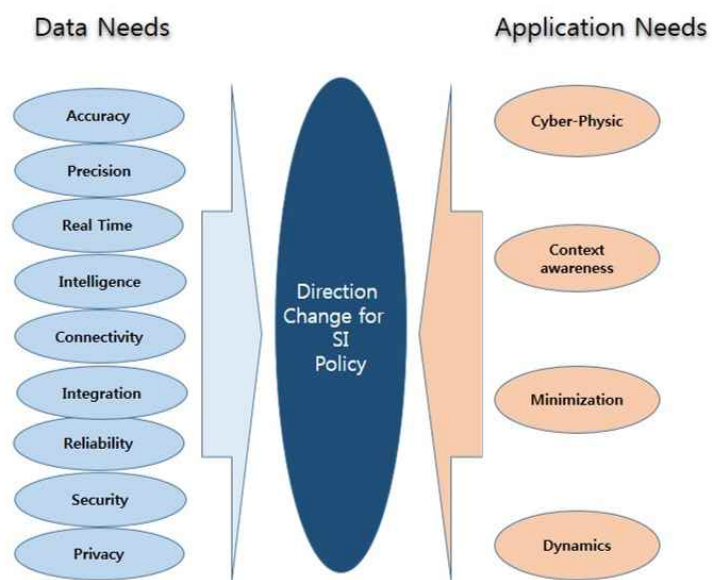 Data Needs
Application Needs
Accuracy
Precision
Real Time
Intelligence
Connectivity
Integration
Reliability
Security
Privacy
Direction
Change for
SI
Policy
Cyber-Physic
Context
awareness
Minimization
Dynamics